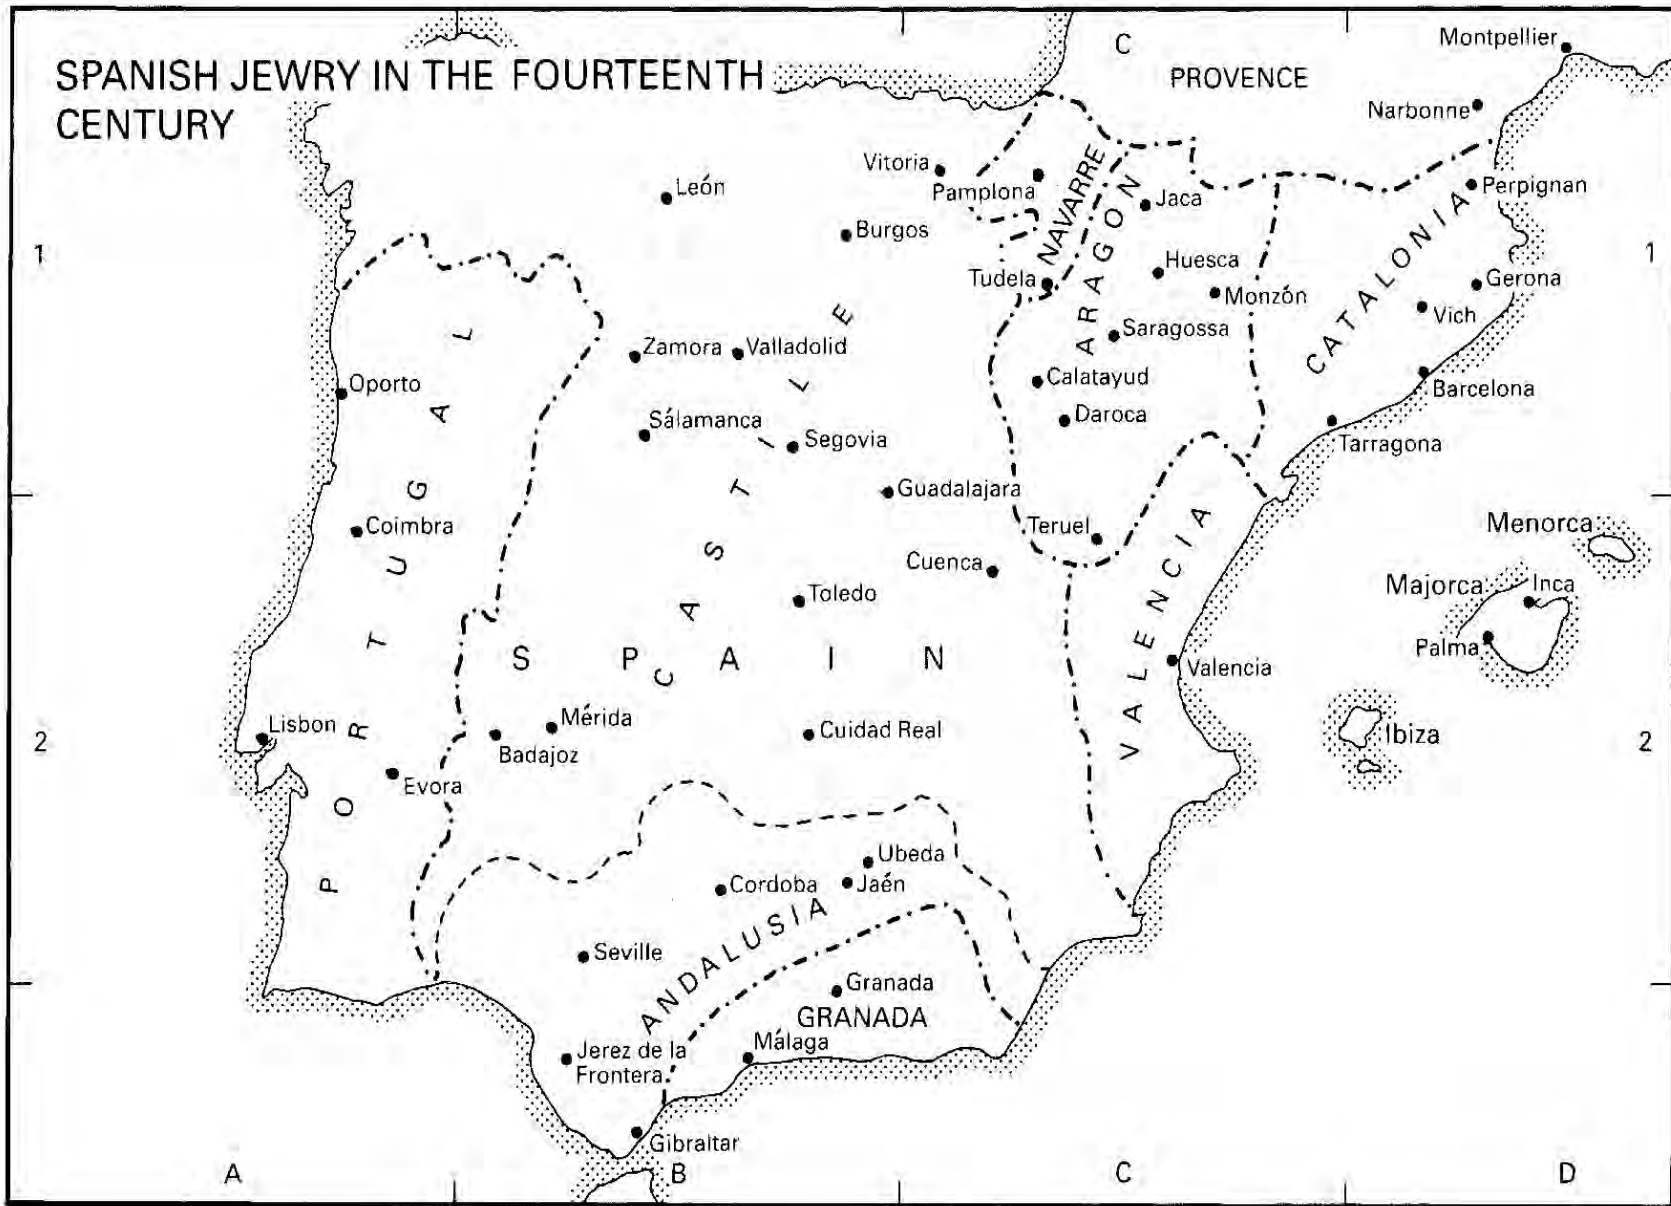 SPANISH JEWRY IN THE FOURTEENTH
CENTURY
C
PROVENCE
Montpellier
Narbonne
Vitoria
Pamplona
NAVARRE
León
Jaca
Perpignan
Burgos
ARAGON
CATALONIA
1
1
Tudela
Huesca
Monzón
Gerona
Vich
Saragossa
Zamora
Valladolid
Calatayud
Barcelona
Oporto
Daroca
Sálamanca
Segovia
Tarragona
PORTUGAL
CASTILE
Guadalajara
Coimbra
Teruel
VALENCIA
Menorca
Cuenca
Majorca
Inca
Toledo
Palma
SPAIN
Valencia
Lisbon
Mérida
Badajoz
Cuidad Real
Ibiza
2
2
Evora
Ubeda
Cordoba
Jaén
ANDALUSIA
Seville
Granada
GRANADA
Málaga
Jerez de la
Frontera
Gibraltar
A
B
C
D